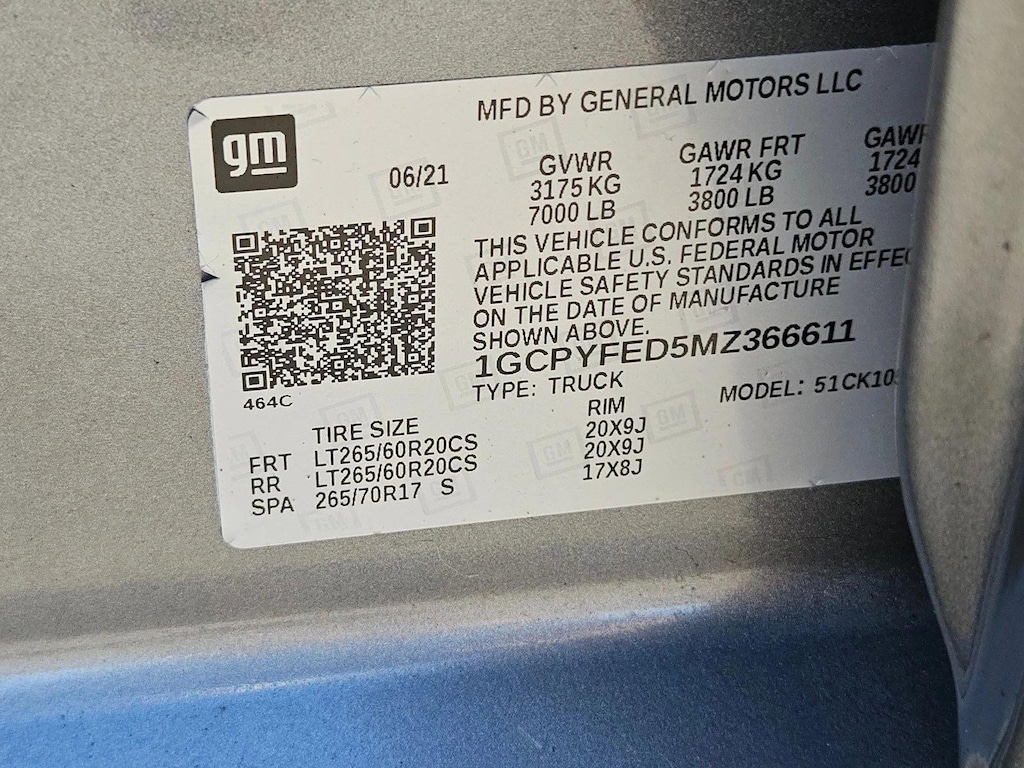 MFD BY GENERAL MOTORS LLC
gm
06/21
GVWR GAWR FRT
3175 KG 1724 KG 1724
7000 LB 3800 LB 3800
THIS VEHICLE CONFORMS TO ALL
APPLICABLE U.S. FEDERAL MOTOR
VEHICLE SAFETY STANDARDS IN
ON THE DATE OF MANUFACTURE
SHOWN ABOVE.
1GCPYFED5MZ366611
TYPE: TRUCK MODEL:
464C
TIRE SIZE RIM
FRT LT265/60R20CS 20X9J
RR LT265/60R20CS 20X9J
SPA 265/70R17 S 17X8J